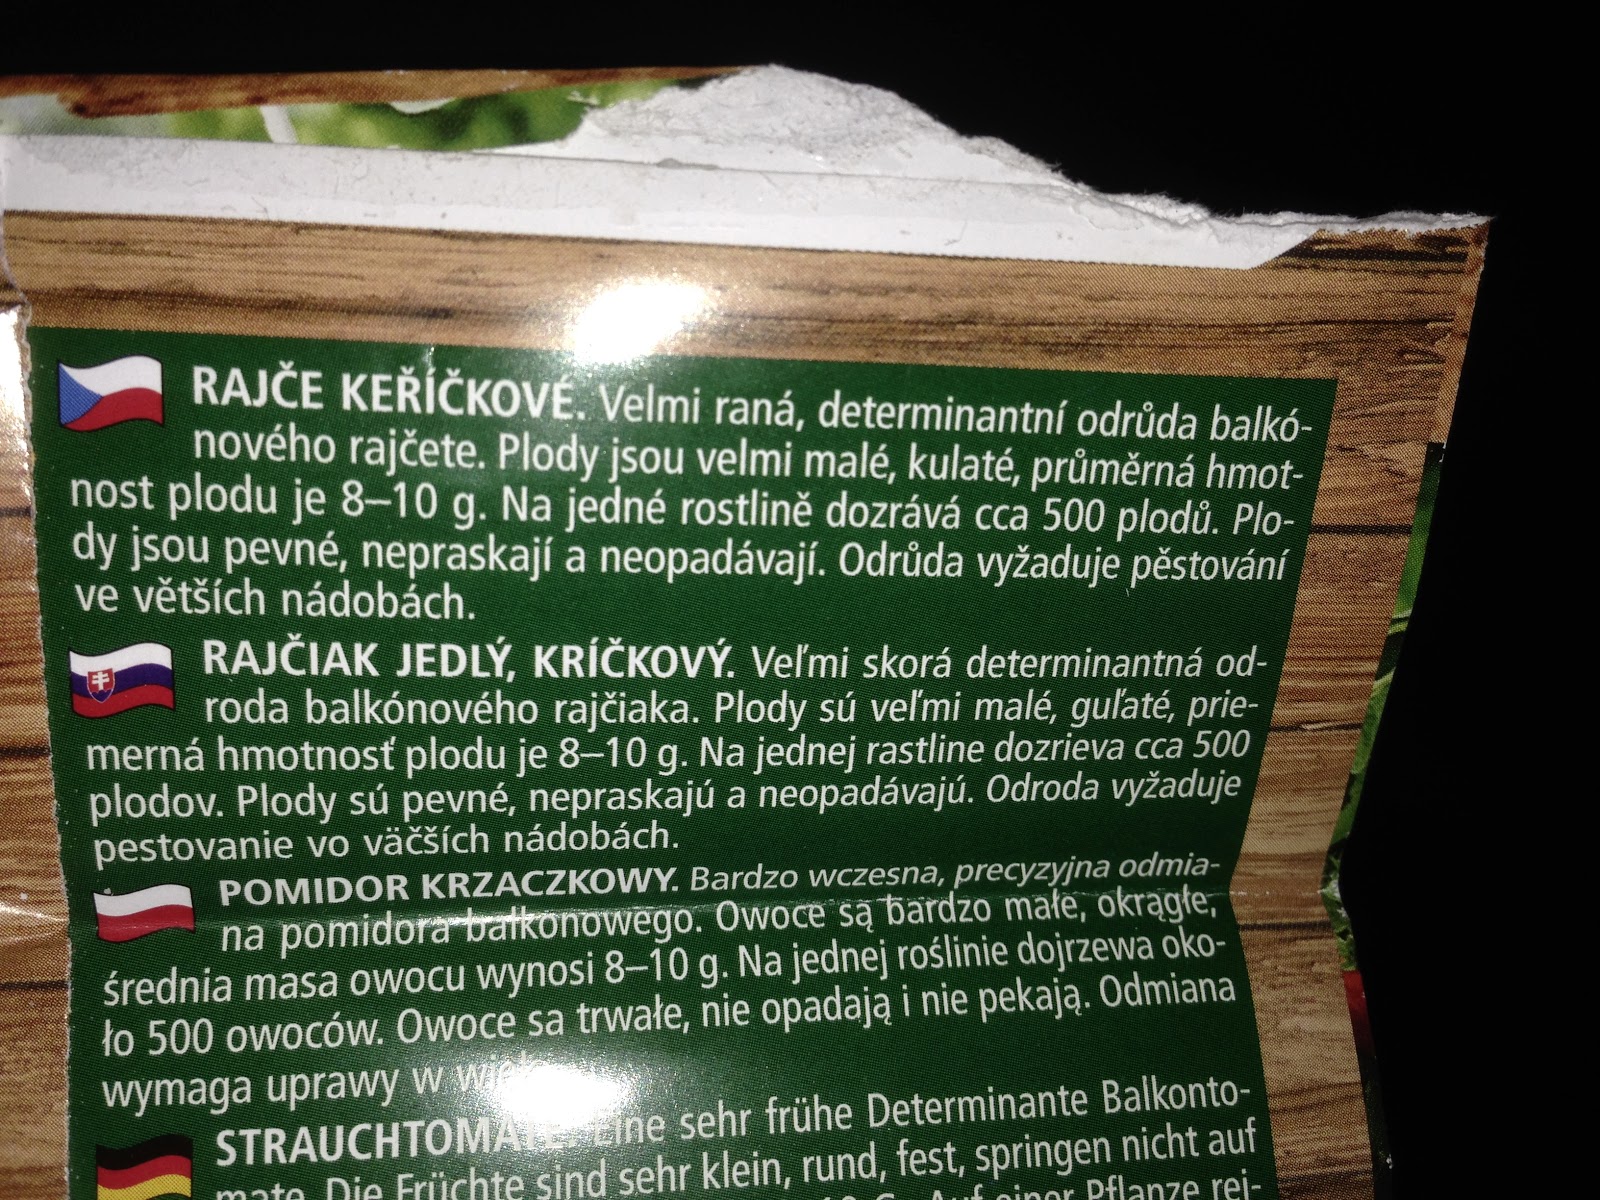 RAJČE KEŘÍČKOVÉ. Velmi raná, determinantní odrůda balkó-
nového rajčete. Plody jsou velmi malé, kulaté, průměrná hmot-
nost plodu je 8–10 g. Na jedné rostlině dozrává cca 500 plodů. Plo-
dy jsou pevné, nepraskají a neopadávají. Odrůda vyžaduje pěstování
ve větších nádobách.
RAJČIAK JEDLÝ, KRÍČKOVÝ. Veľmi skorá determinantná od-
roda balkónového rajčiaka. Plody sú veľmi malé, guľaté, prie-
merná hmotnosť plodu je 8–10 g. Na jednej rastline dozrieva cca 500
plodov. Plody sú pevné, nepraskajú a neopadávajú. Odroda vyžaduje
pestovanie vo väčších nádobách.
POMIDOR KRZACZKOWY. Bardzo wczesna, precyzyjna odmia-
na pomidora balkonowego. Owoce są bardzo małe, okrągłe,
średnia masa owocu wynosi 8–10 g. Na jednej roślinie dojrzewa oko-
ło 500 owoców. Owoce sa trwałe, nie opadają i nie pekają. Odmiana
wymaga uprawy w
STRAUCHTOMATE. Eine sehr frühe Determinante Balkonto-
mate. Die Früchte sind sehr klein, rund, fest, springen nicht auf
Auf einer Pflanze rei-